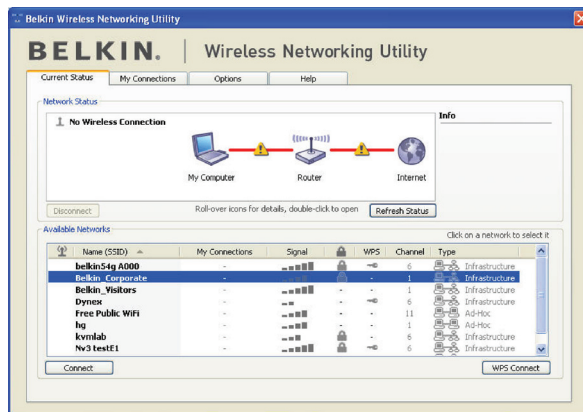 Belkin Wireless Networking Utility
BELKIN. | Wireless Networking Utility
Current Status My Connections Options Help
Network Status
No Wireless Connection
Info
My Computer Router Internet
Disconnect Roll-over icons for details, double-click to open Refresh Status
Available Networks
Click on a network to select it
Name (SSID) My Connections Signal WPS Channel Type
belkin54g A000 - 6 Infrastructure
Belkin_Corporate - - 1 Infrastructure
Belkin_Visitors - - - 1 Infrastructure
Dynex - - 6 Infrastructure
Free Public WiFi - - - 11 Ad-Hoc
hg - - - 1 Ad-Hoc
kvmlab - - 6 Infrastructure
Nv3 testE1 - 6 Infrastructure
Connect WPS Connect